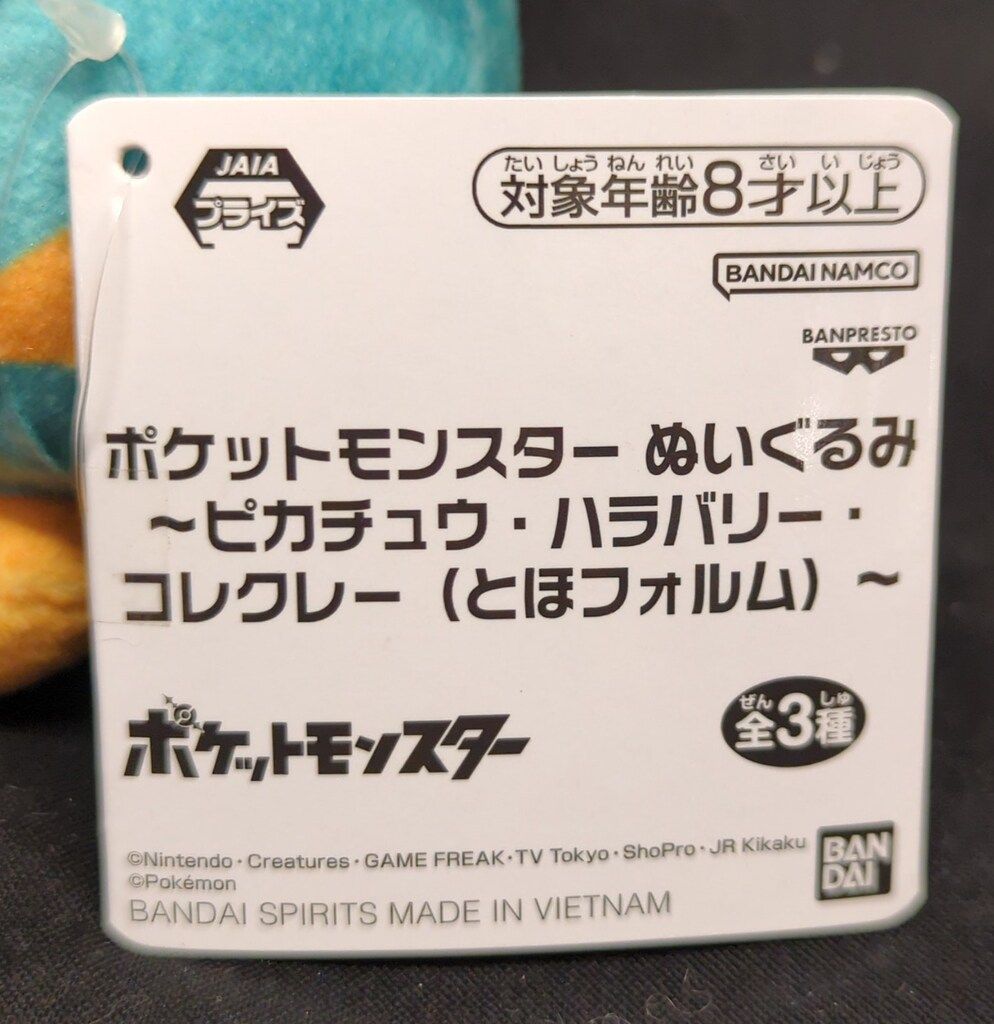 JAIA
プライズ
たいしょうねんれい さいいじょう
対象年齢8才以上
BANDAI NAMCO
BANPRESTO
ポケットモンスター ぬいぐるみ
～ピカチュウ・ハラバリー・
コレクレー（とほフォルム）～
ポケットモンスター
ぜん しゅ
全3種
©Nintendo・Creatures・GAME FREAK・TV Tokyo・ShoPro・JR Kikaku
©Pokémon
BANDAI SPIRITS MADE IN VIETNAM
BAN
DAI